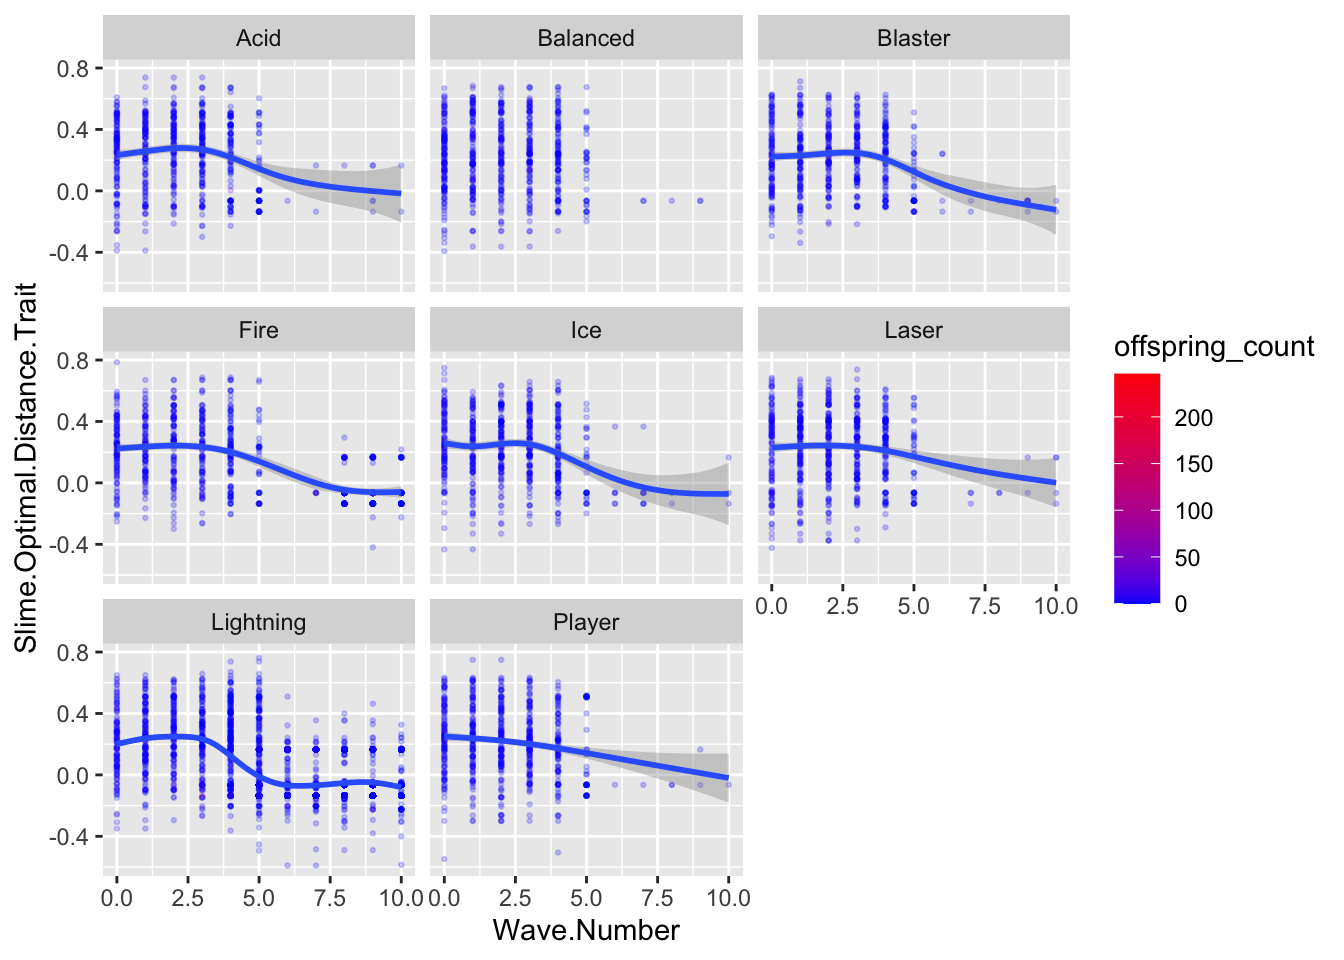 Acid
Balanced
Blaster
0.8
0.4
0.0
-0.4
Fire
Ice
Laser
0.8
0.4
0.0
-0.4
0.0 2.5 5.0 7.5 10.0
Lightning
Player
0.8
0.4
0.0
-0.4
0.0 2.5 5.0 7.5 10.0
0.0 2.5 5.0 7.5 10.0
Wave.Number
Slime.Optimal.Distance.Trait
offspring_count
200
150
100
50
0